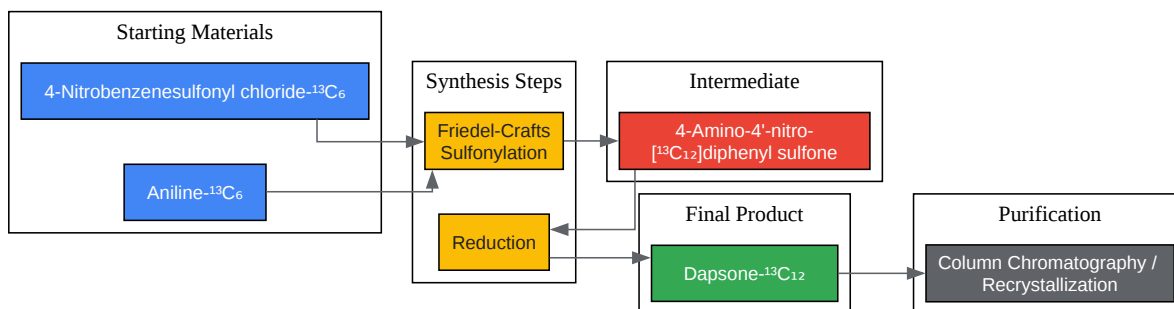 Starting Materials
4-Nitrobenzenesulfonyl chloride-¹³C₆
Aniline-¹³C₆
Synthesis Steps
Friedel-Crafts
Sulfonylation
Reduction
Intermediate
4-Amino-4'-nitro-
[¹³C₁₂]diphenyl sulfone
Final Product
Dapsone-¹³C₁₂
Purification
Column Chromatography /
Recrystallization